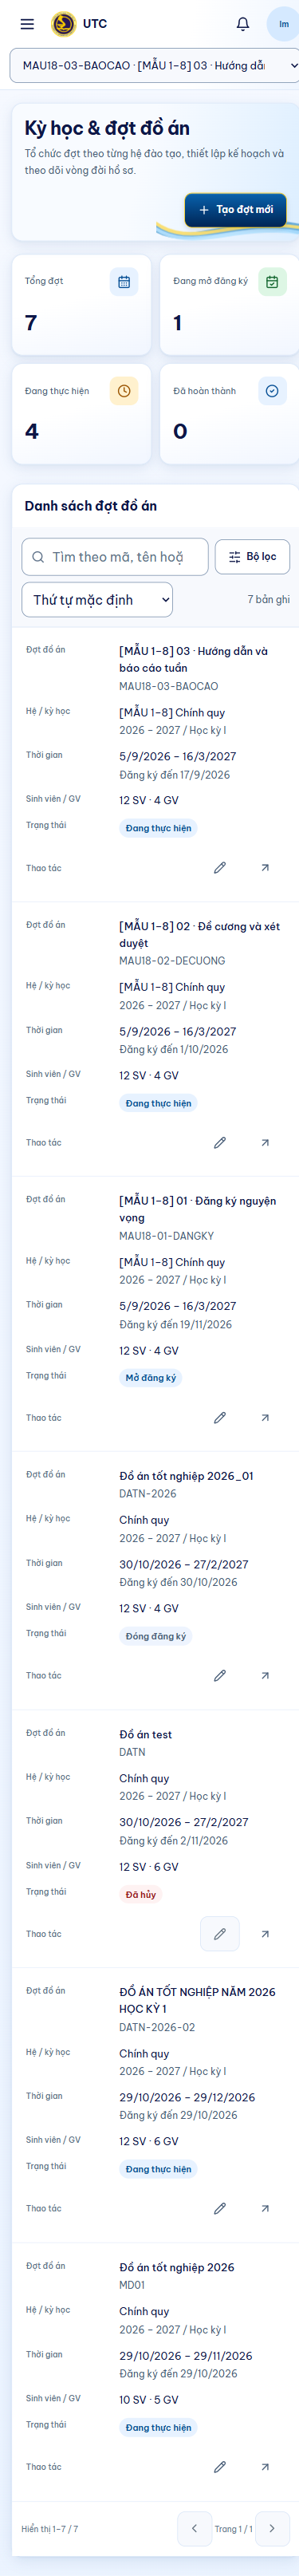 UTC
Im
MAU18-03-BAOCAO · [MẪU 1–8] 03 · Hướng dẫn
Kỳ học & đợt đồ án
Tổ chức đợt theo từng hệ đào tạo, thiết lập kế hoạch và
theo dõi vòng đời hồ sơ.
Tạo đợt mới
Tổng đợt
7
Đang mở đăng ký
1
Đang thực hiện
4
Đã hoàn thành
0
Danh sách đợt đồ án
Tìm theo mã, tên hoặ
Bộ lọc
Thứ tự mặc định
7 bản ghi
Đợt đồ án
[MẪU 1–8] 03 · Hướng dẫn và
báo cáo tuần
MAU18-03-BAOCAO
Hệ / kỳ học
[MẪU 1–8] Chính quy
2026 – 2027 / Học kỳ I
Thời gian
5/9/2026 – 16/3/2027
Đăng ký đến 17/9/2026
Sinh viên / GV
12 SV · 4 GV
Trạng thái
Đang thực hiện
Thao tác
Đợt đồ án
[MẪU 1–8] 02 · Đề cương và xét
duyệt
MAU18-02-DECUONG
Hệ / kỳ học
[MẪU 1–8] Chính quy
2026 – 2027 / Học kỳ I
Thời gian
5/9/2026 – 16/3/2027
Đăng ký đến 1/10/2026
Sinh viên / GV
12 SV · 4 GV
Trạng thái
Đang thực hiện
Thao tác
Đợt đồ án
[MẪU 1–8] 01 · Đăng ký nguyện
vọng
MAU18-01-DANGKY
Hệ / kỳ học
[MẪU 1–8] Chính quy
2026 – 2027 / Học kỳ I
Thời gian
5/9/2026 – 16/3/2027
Đăng ký đến 19/11/2026
Sinh viên / GV
12 SV · 4 GV
Trạng thái
Mở đăng ký
Thao tác
Đợt đồ án
Đồ án tốt nghiệp 2026_01
DATN-2026
Hệ / kỳ học
Chính quy
2026 – 2027 / Học kỳ I
Thời gian
30/10/2026 – 27/2/2027
Đăng ký đến 30/10/2026
Sinh viên / GV
12 SV · 4 GV
Trạng thái
Đóng đăng ký
Thao tác
Đợt đồ án
Đồ án test
DATN
Hệ / kỳ học
Chính quy
2026 – 2027 / Học kỳ I
Thời gian
30/10/2026 – 27/2/2027
Đăng ký đến 2/11/2026
Sinh viên / GV
12 SV · 6 GV
Trạng thái
Đã hủy
Thao tác
Đợt đồ án
ĐỒ ÁN TỐT NGHIỆP NĂM 2026
HỌC KỲ 1
DATN-2026-02
Hệ / kỳ học
Chính quy
2026 – 2027 / Học kỳ I
Thời gian
29/10/2026 – 29/12/2026
Đăng ký đến 29/10/2026
Sinh viên / GV
12 SV · 6 GV
Trạng thái
Đang thực hiện
Thao tác
Đợt đồ án
Đồ án tốt nghiệp 2026
MD01
Hệ / kỳ học
Chính quy
2026 – 2027 / Học kỳ I
Thời gian
29/10/2026 – 29/11/2026
Đăng ký đến 29/10/2026
Sinh viên / GV
10 SV · 5 GV
Trạng thái
Đang thực hiện
Thao tác
Hiển thị 1–7 / 7
Trang 1 / 1